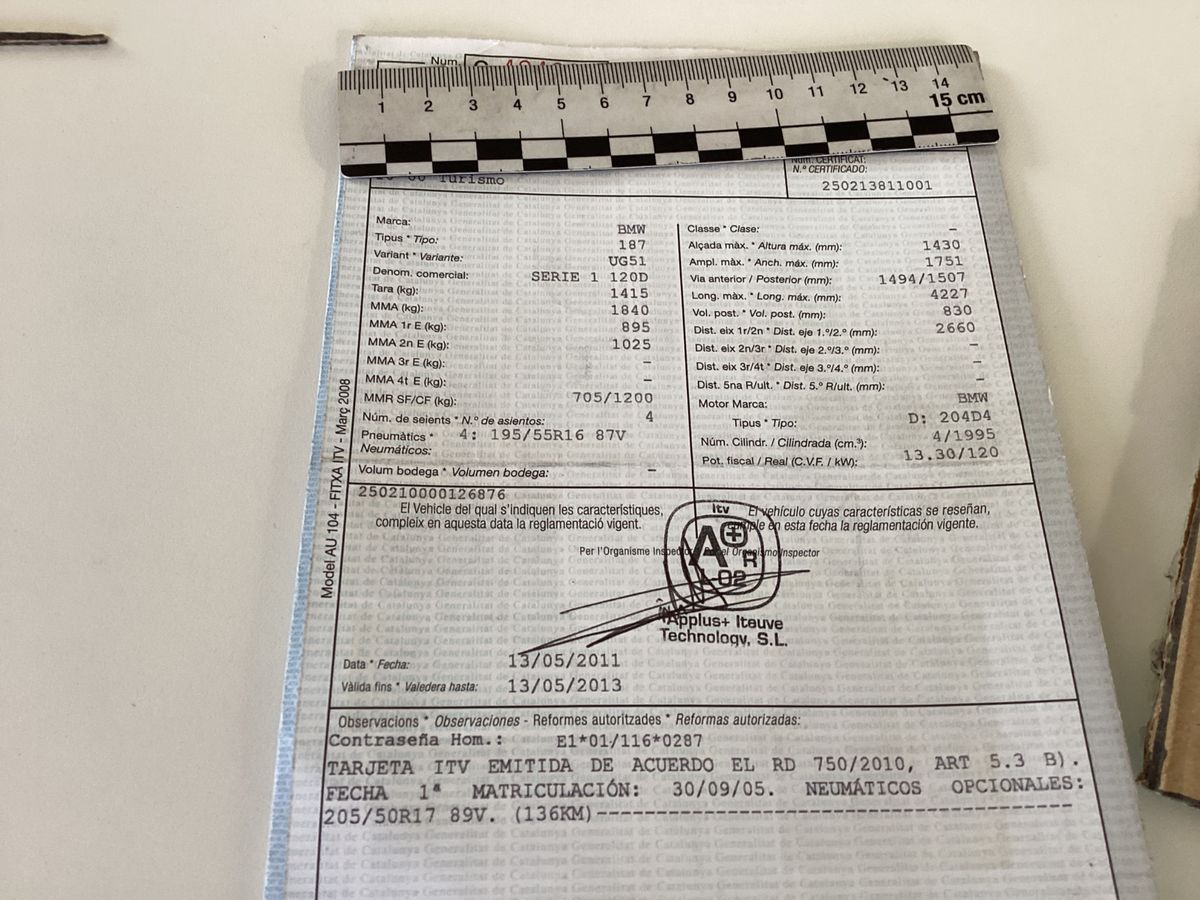 Núm.
1 2 3 4 5 6 7 8 9 10 11 12 13 14
15 cm
Turismo
Núm. CERTIFICAT:
N.º CERTIFICADO:
250213811001
Marca: BMW
Tipus * Tipo: 187
Variant * Variante: UG51
Denom. comercial: SERIE 1 120D
Tara (kg): 1415
MMA (kg): 1840
MMA 1r E (kg): 895
MMA 2n E (kg): 1025
MMA 3r E (kg): -
MMA 4t E (kg): -
MMR SF/CF (kg): 705/1200
Núm. de seients * N.º de asientos: 4
Pneumàtics * 4: 195/55R16 87V
Neumáticos:
Volum bodega * Volumen bodega: -
Classe * Clase: -
Alçada màx. * Altura máx. (mm): 1430
Ampl. màx. * Anch. máx. (mm): 1751
Via anterior / Posterior (mm): 1494/1507
Long. màx. * Long. máx. (mm): 4227
Vol. post. * Vol. post. (mm): 830
Dist. eix 1r/2n * Dist. eje 1.º/2.º (mm): 2660
Dist. eix 2n/3r * Dist. eje 2.º/3.º (mm): -
Dist. eix 3r/4t * Dist. eje 3.º/4.º (mm): -
Dist. 5na R/ult. * Dist. 5.º R/ult. (mm): -
Motor Marca: BMW
Tipus * Tipo: D: 204D4
Núm. Cilindr. / Cilindrada (cm.³): 4/1995
Pot. fiscal / Real (C.V.F. / kW): 13.30/120
250210000126876
El Vehicle del qual s'indiquen les característiques,
compleix en aquesta data la reglamentació vigent.
El vehículo cuyas características se reseñan,
cumple en esta fecha la reglamentación vigente.
Per l'Organisme Inspector
Por el Organismo Inspector
itv
A+
R
L-02
Applus+ Iteuve
Technology, S.L.
Data * Fecha: 13/05/2011
Vàlida fins * Valedera hasta: 13/05/2013
Observacions * Observaciones - Reformes autoritzades * Reformas autorizadas:
Contraseña Hom.: E1*01/116*0287
TARJETA ITV EMITIDA DE ACUERDO EL RD 750/2010, ART 5.3 B).
FECHA 1ª MATRICULACIÓN: 30/09/05. NEUMÁTICOS OPCIONALES:
205/50R17 89V. (136KM)
Model AU 104 - FITXA ITV - Març 2008